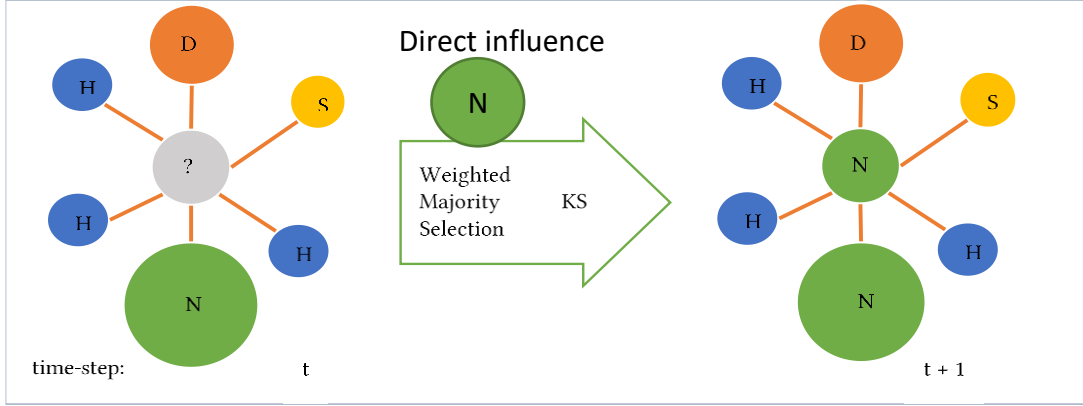 D
H
S
?
H
H
N
time-step:
t
Direct influence
N
Weighted
Majority
Selection
KS
D
H
S
N
H
H
N
t + 1